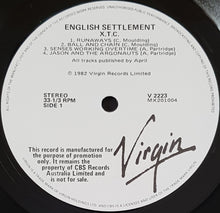 ENGLISH SETTLEMENT
X.T.C.
1. RUNAWAYS (C. Moulding)
2. BALL AND CHAIN (C. Moulding)
3. SENSES WORKING OVERTIME (A. Partridge)
4. JASON AND THE ARGONAUTS (A. Partridge)
All tracks published by April
℗ 1982 Virgin Records Limited
STEREO
33-1/3 RPM
SIDE 1
V 2223
MX201004
This record is manufactured
for the purpose of promotion
only. It remains
the property
of CBS Records
Australia Limited and
is not for sale.
Virgin